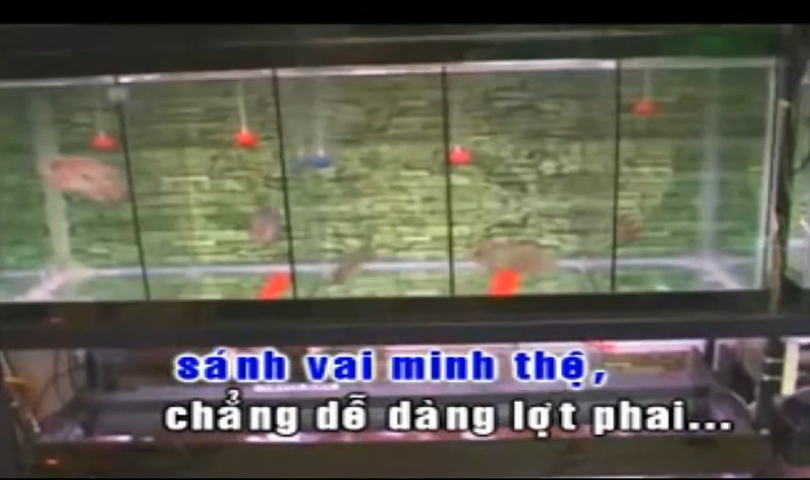 sánh vai minh thệ,
chẳng dễ dàng lợt phai...